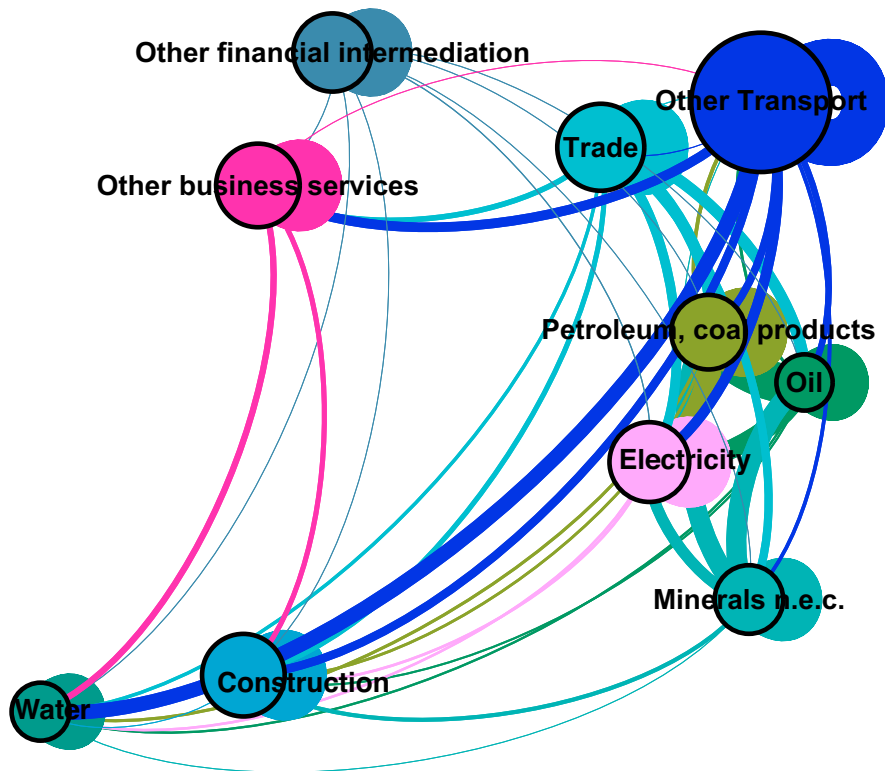 Other financial intermediation
Other Transport
Trade
Other business services
Petroleum, coal products
Oil
Electricity
Minerals n.e.c.
Construction
Water